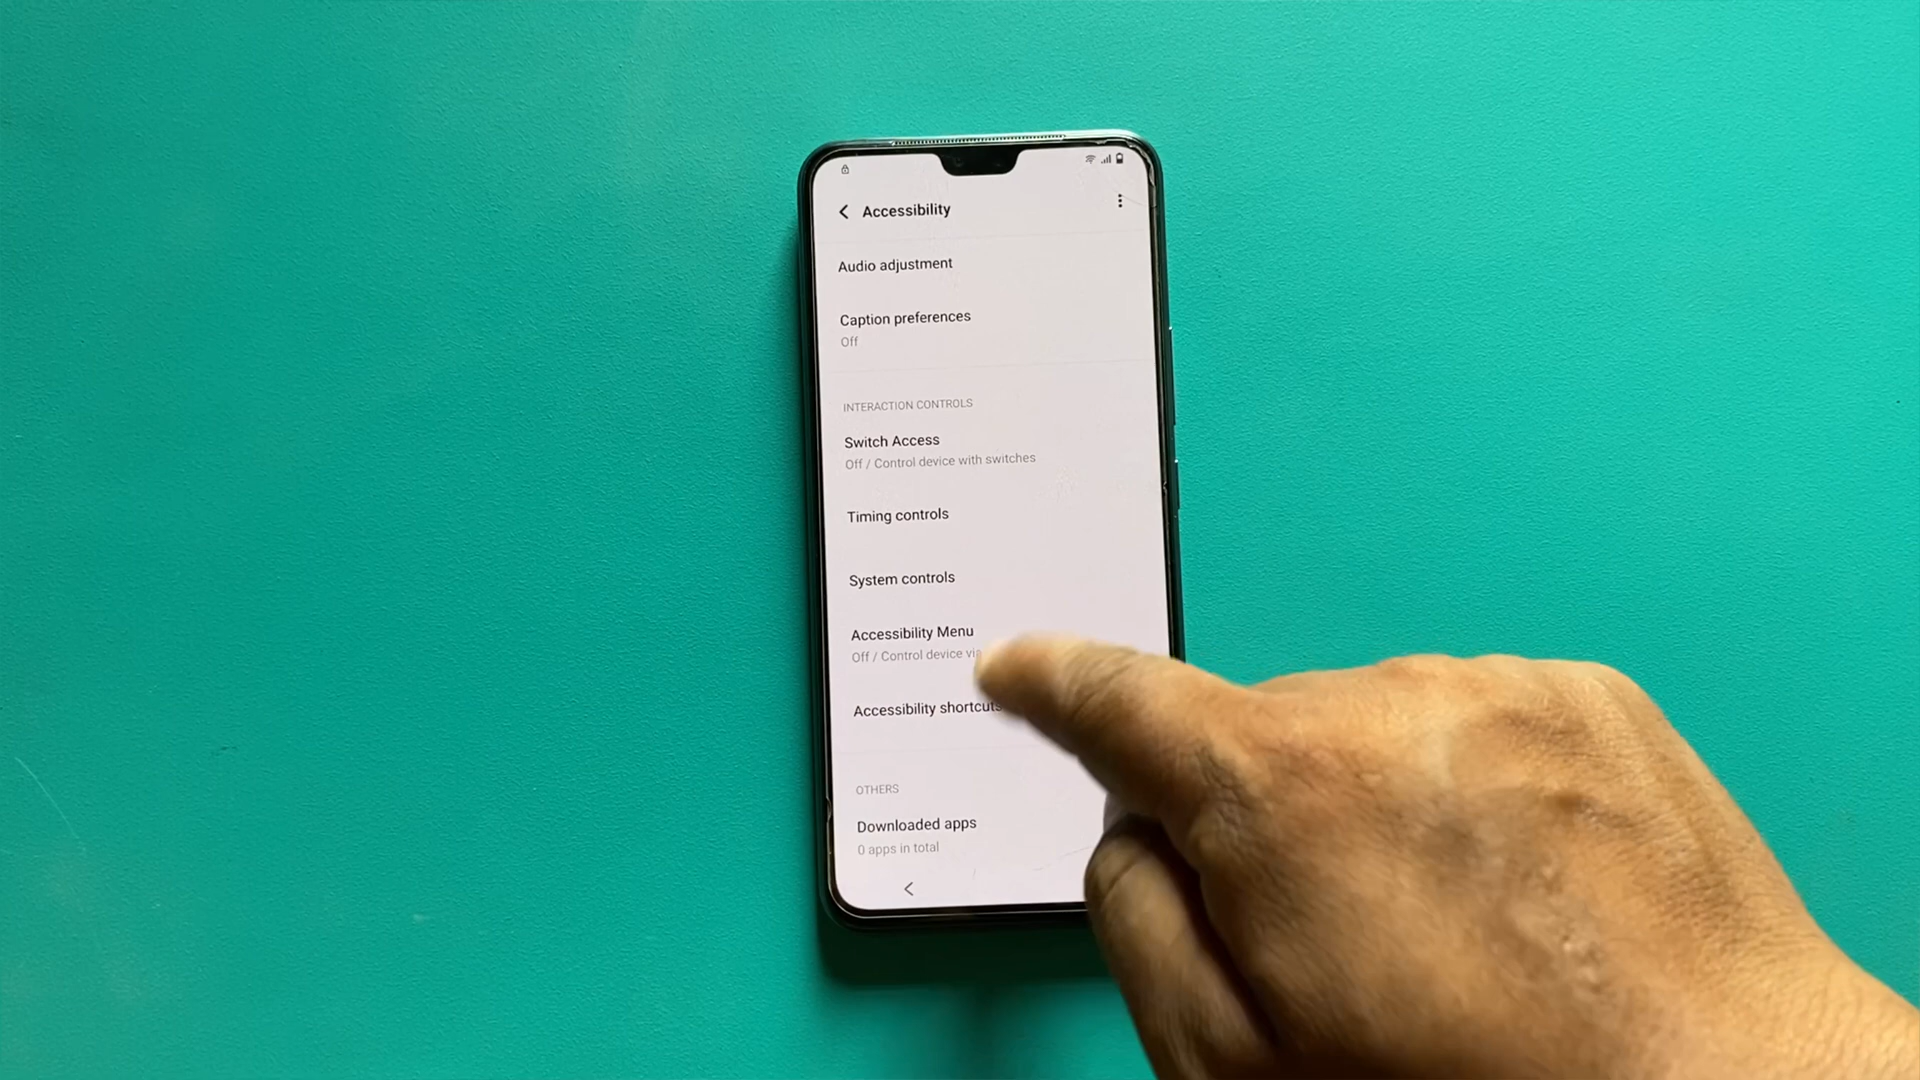 Accessibility
Audio adjustment
Caption preferences
Off
INTERACTION CONTROLS
Switch Access
Off / Control device with switches
Timing controls
System controls
Accessibility Menu
Off / Control device via
Accessibility shortcuts
OTHERS
Downloaded apps
0 apps in total